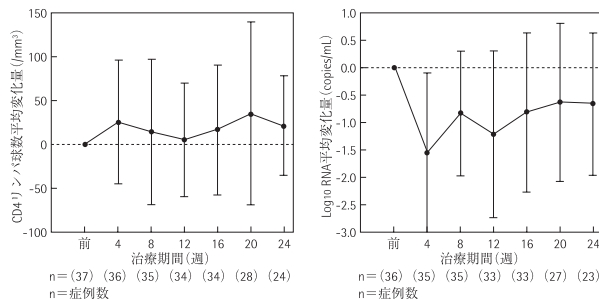 CD4リンパ球数平均変化量(/mm³)
150
100
50
0
-50
-100
前 4 8 12 16 20 24
治療期間(週)
n=(37) (36) (35) (34) (34) (28) (24)
n=症例数
Log10 RNA平均変化量(copies/mL)
1.0
0.5
0.0
-0.5
-1.0
-1.5
-2.0
-2.5
-3.0
前 4 8 12 16 20 24
治療期間(週)
n=(36) (35) (35) (33) (33) (27) (23)
n=症例数